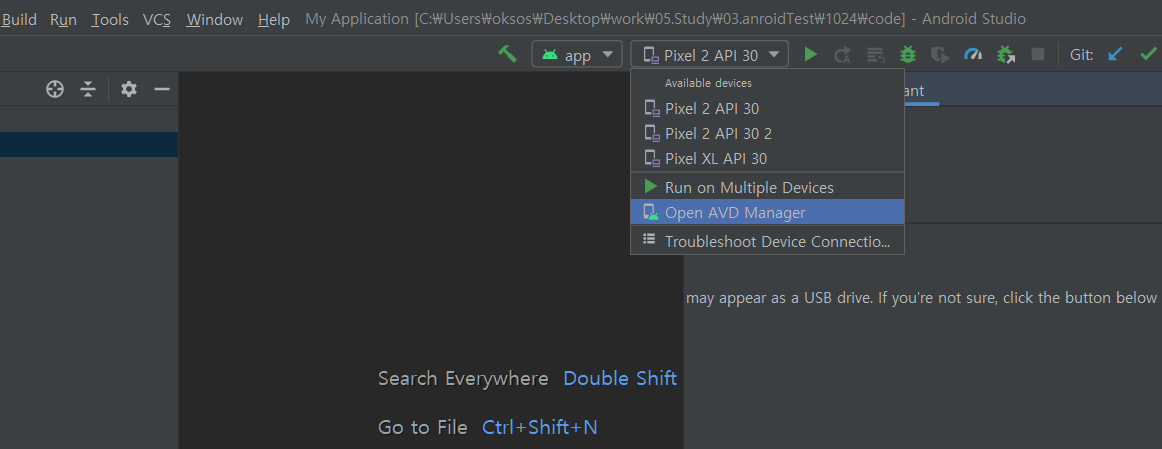 Build Run Tools VCS Window Help My Application [C:₩Users₩oksos₩Desktop₩work₩05.Study₩03.anroidTest₩1024₩code] - Android Studio
app Pixel 2 API 30 Git:
Available devices
ant
Pixel 2 API 30
Pixel 2 API 30 2
Pixel XL API 30
Run on Multiple Devices
Open AVD Manager
Troubleshoot Device Connectio...
may appear as a USB drive. If you're not sure, click the button below
Search Everywhere Double Shift
Go to File Ctrl+Shift+N